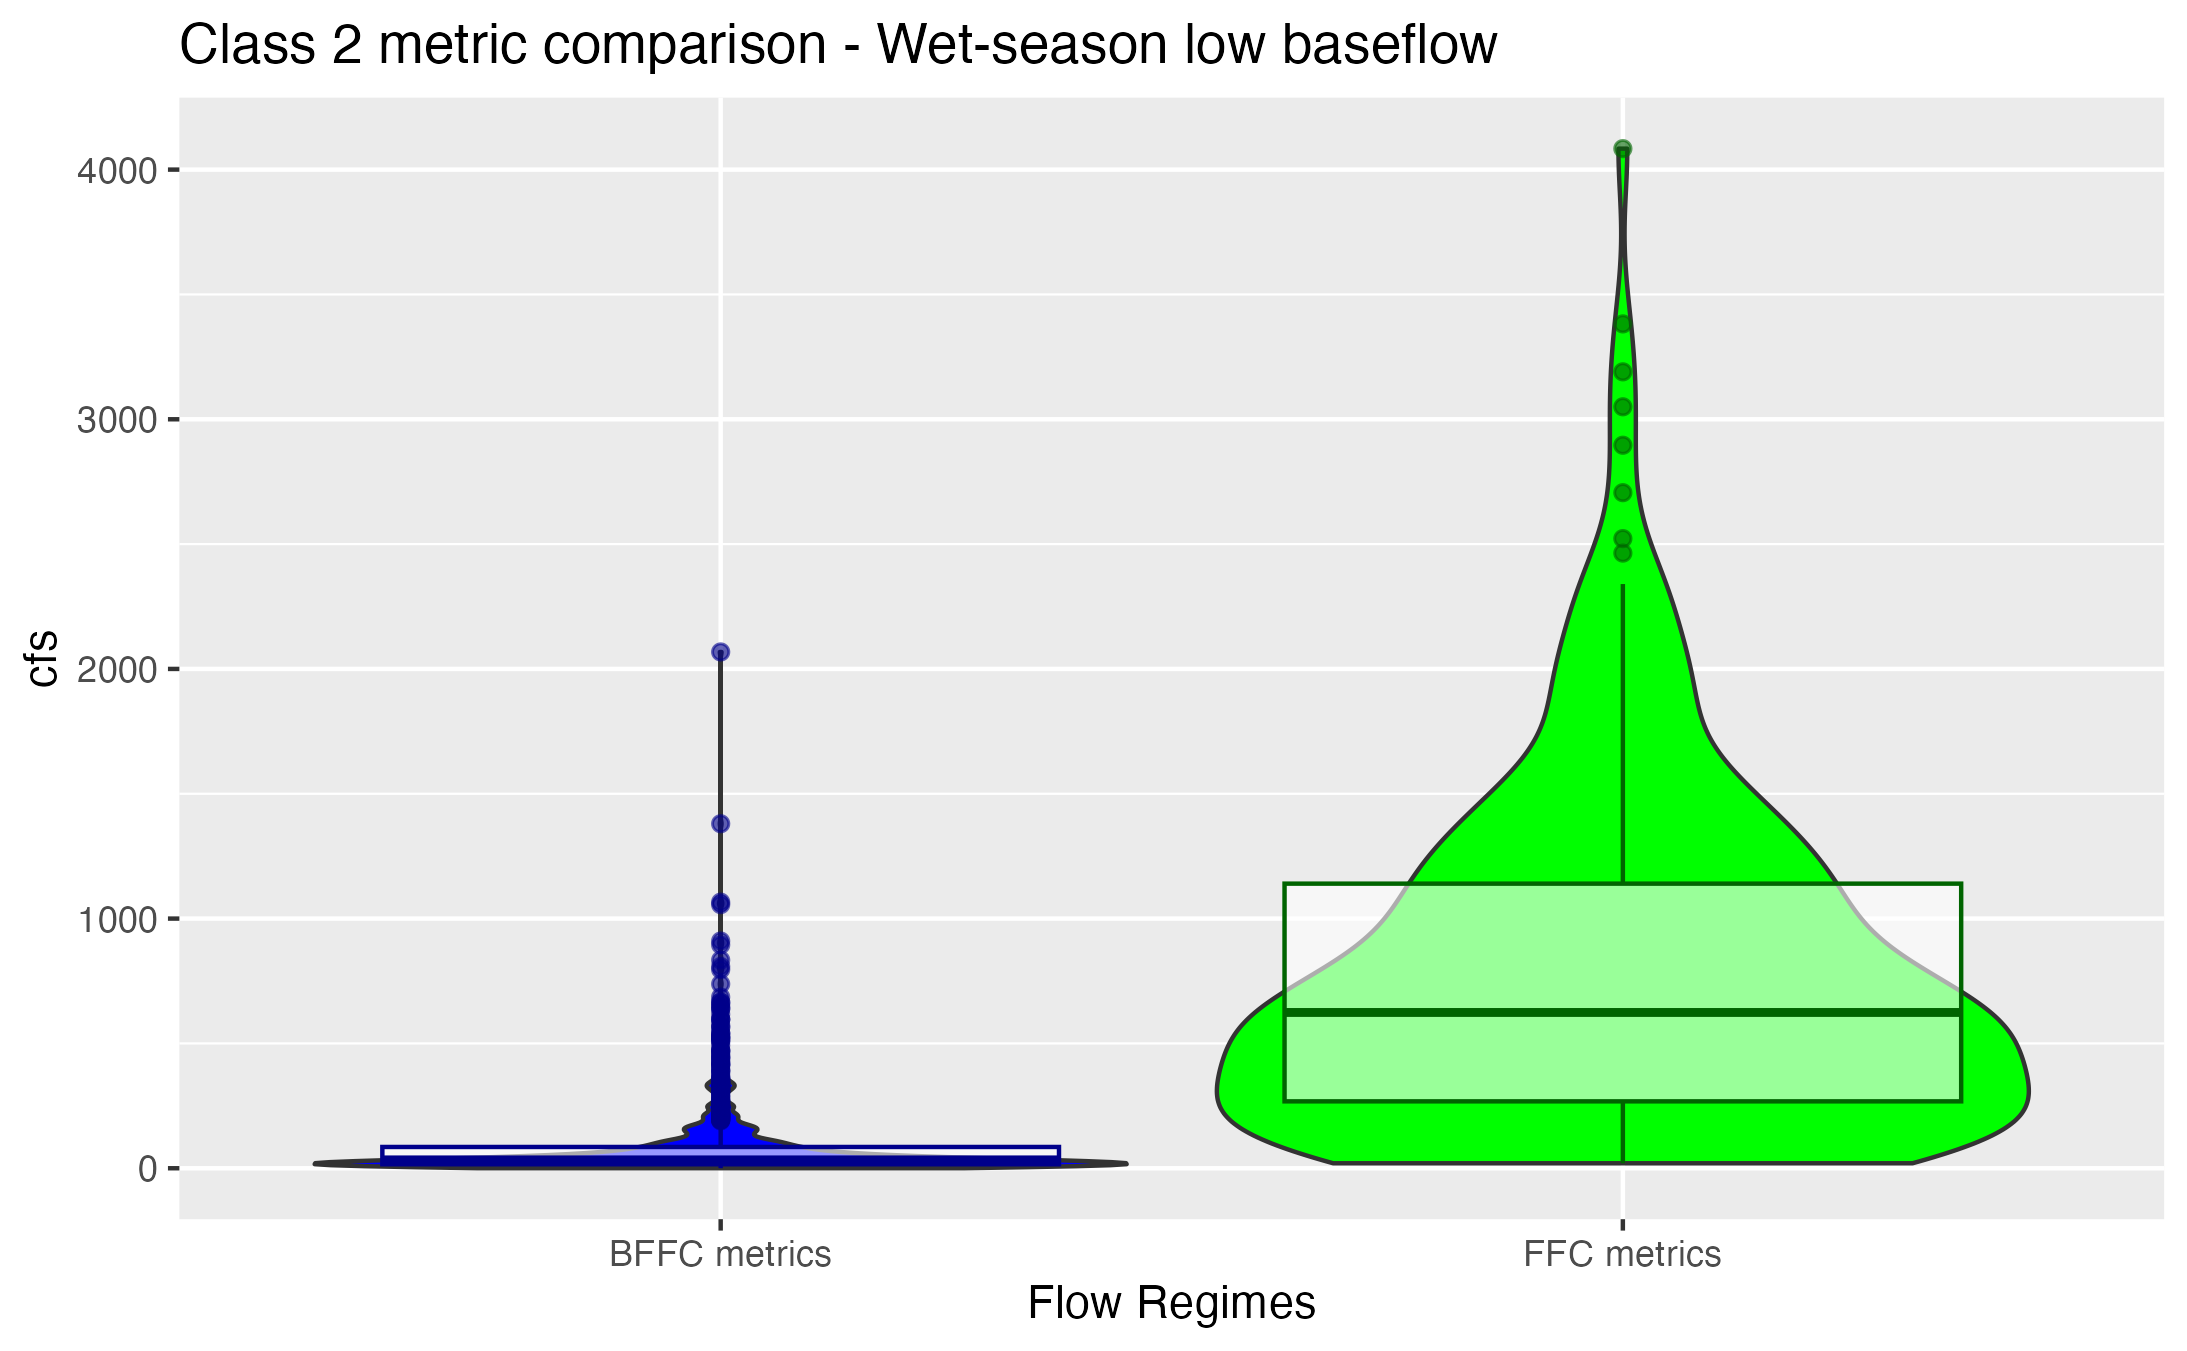 Class 2 metric comparison - Wet-season low baseflow
cfs
4000
3000
2000
1000
0
BFFC metrics
FFC metrics
Flow Regimes